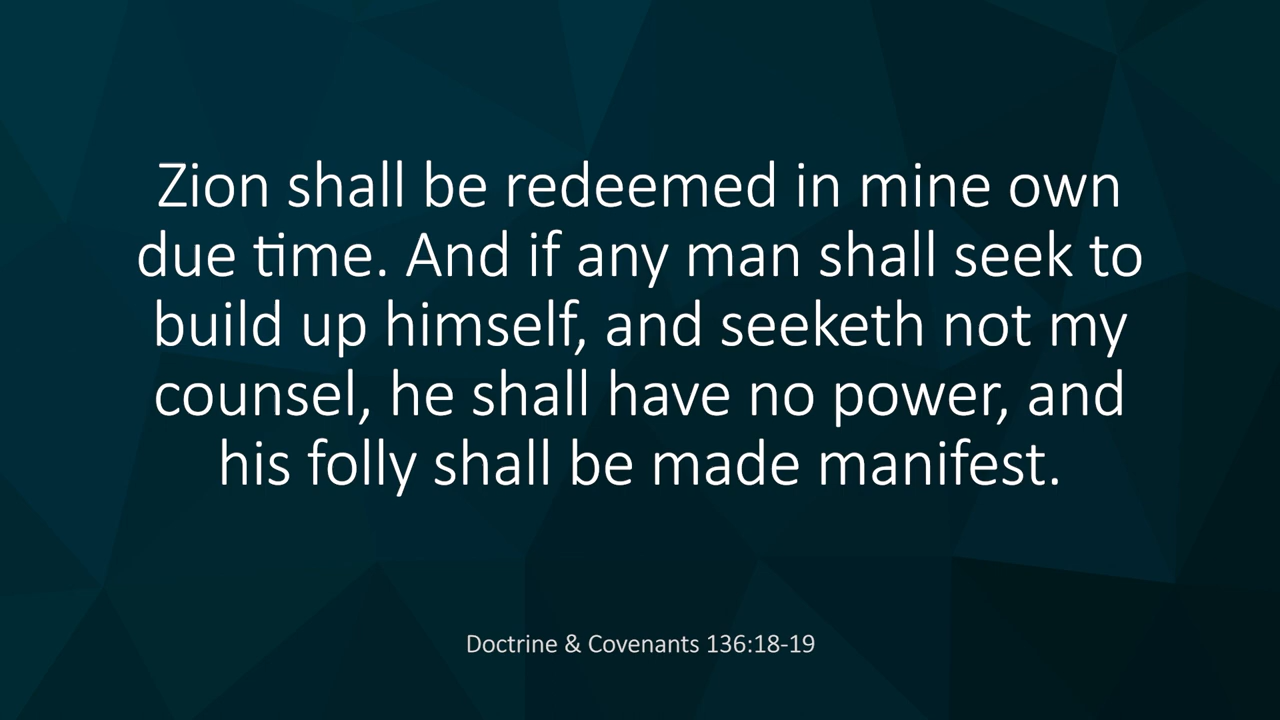 Zion shall be redeemed in mine own
due time. And if any man shall seek to
build up himself, and seeketh not my
counsel, he shall have no power, and
his folly shall be made manifest.
Doctrine & Covenants 136:18-19